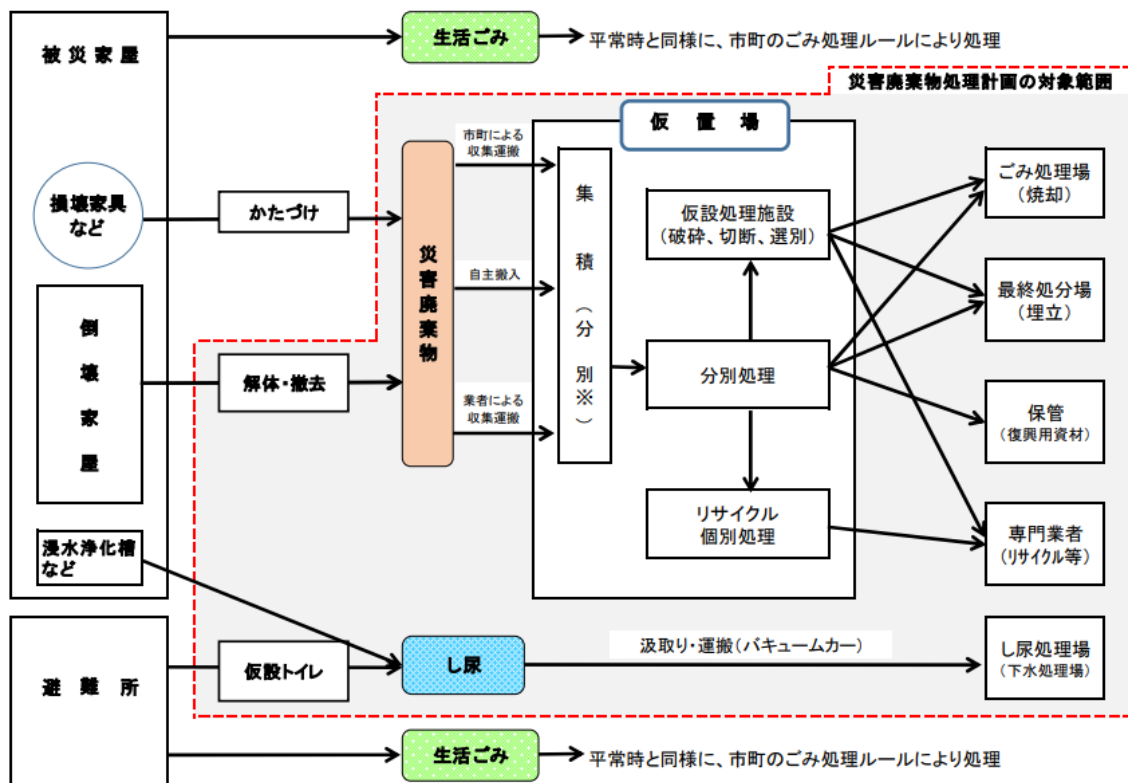 被災家屋
生活ごみ
平常時と同様に、市町のごみ処理ルールにより処理
災害廃棄物処理計画の対象範囲
損壊家具
など
かたづけ
倒壊家屋
解体・撤去
浸水浄化槽
など
災害廃棄物
市町による
収集運搬
自主搬入
業者による
収集運搬
仮置場
集積(分別※)
仮設処理施設
(破砕、切断、選別)
分別処理
リサイクル
個別処理
ごみ処理場
(焼却)
最終処分場
(埋立)
保管
(復興用資材)
専門業者
(リサイクル等)
避難所
仮設トイレ
し尿
汲取り・運搬(バキュームカー)
し尿処理場
(下水処理場)
生活ごみ
平常時と同様に、市町のごみ処理ルールにより処理